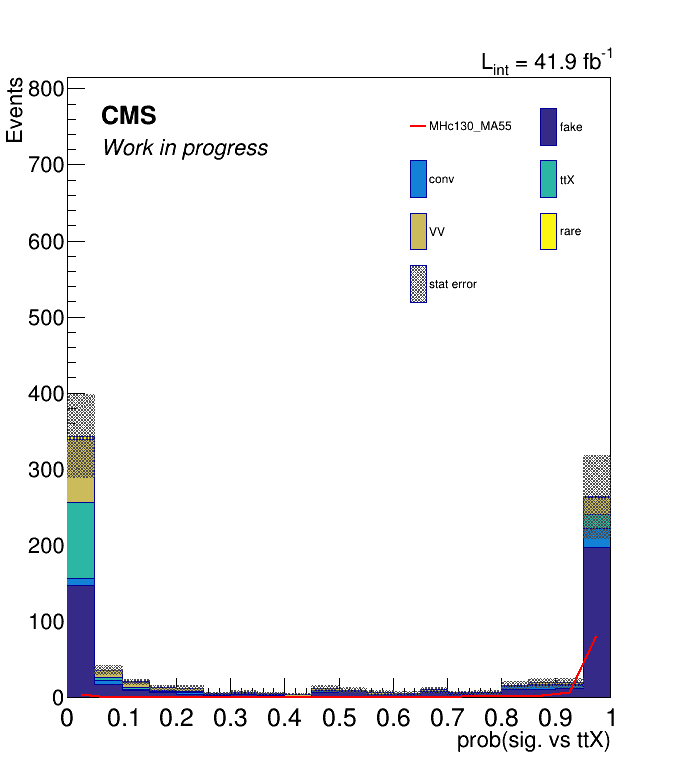 L_int = 41.9 fb^-1
Events
CMS
Work in progress
MHc130_MA55
fake
conv
ttX
VV
rare
stat error
800
700
600
500
400
300
200
100
0
0 0.1 0.2 0.3 0.4 0.5 0.6 0.7 0.8 0.9 1
prob(sig. vs ttX)